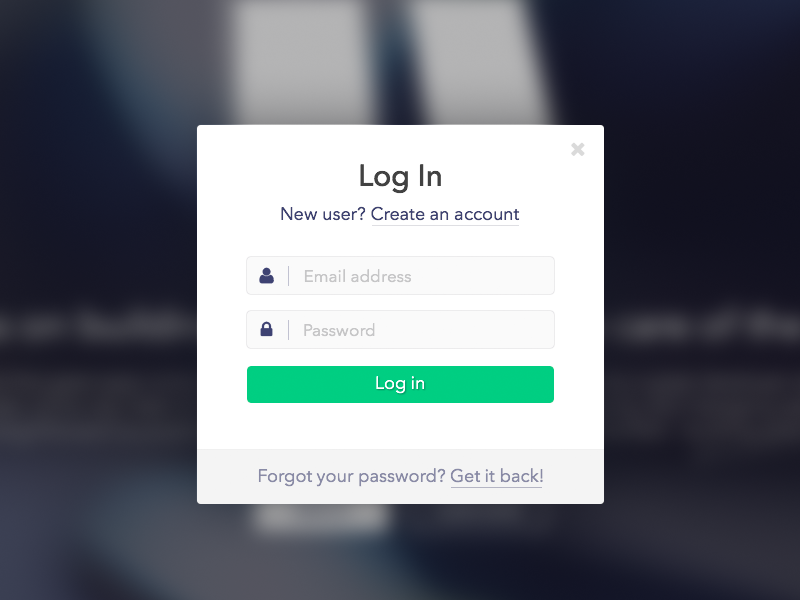 Log In
New user? Create an account
Email address
Password
Log in
Forgot your password? Get it back!